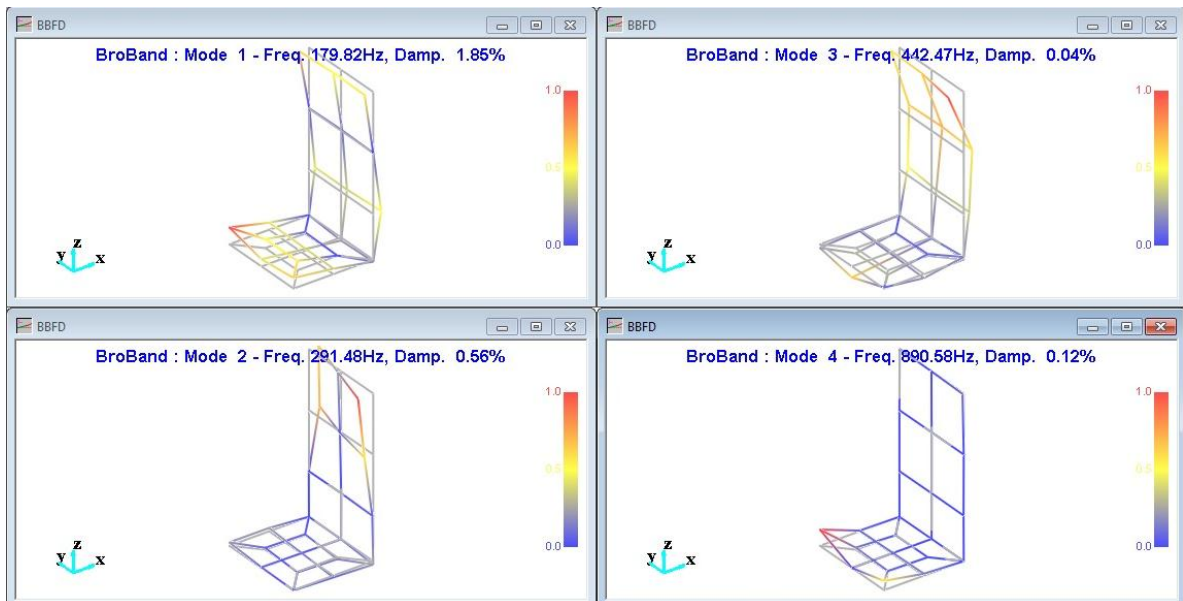 BBFD
BroBand : Mode 1 - Freq. 179.82Hz, Damp. 1.85%
1.0
0.5
0.0
z
y
x
BBFD
BroBand : Mode 3 - Freq. 442.47Hz, Damp. 0.04%
1.0
0.5
0.0
z
y
x
BBFD
BroBand : Mode 2 - Freq. 291.48Hz, Damp. 0.56%
1.0
0.5
0.0
z
y
x
BBFD
BroBand : Mode 4 - Freq. 890.58Hz, Damp. 0.12%
1.0
0.5
0.0
z
y
x